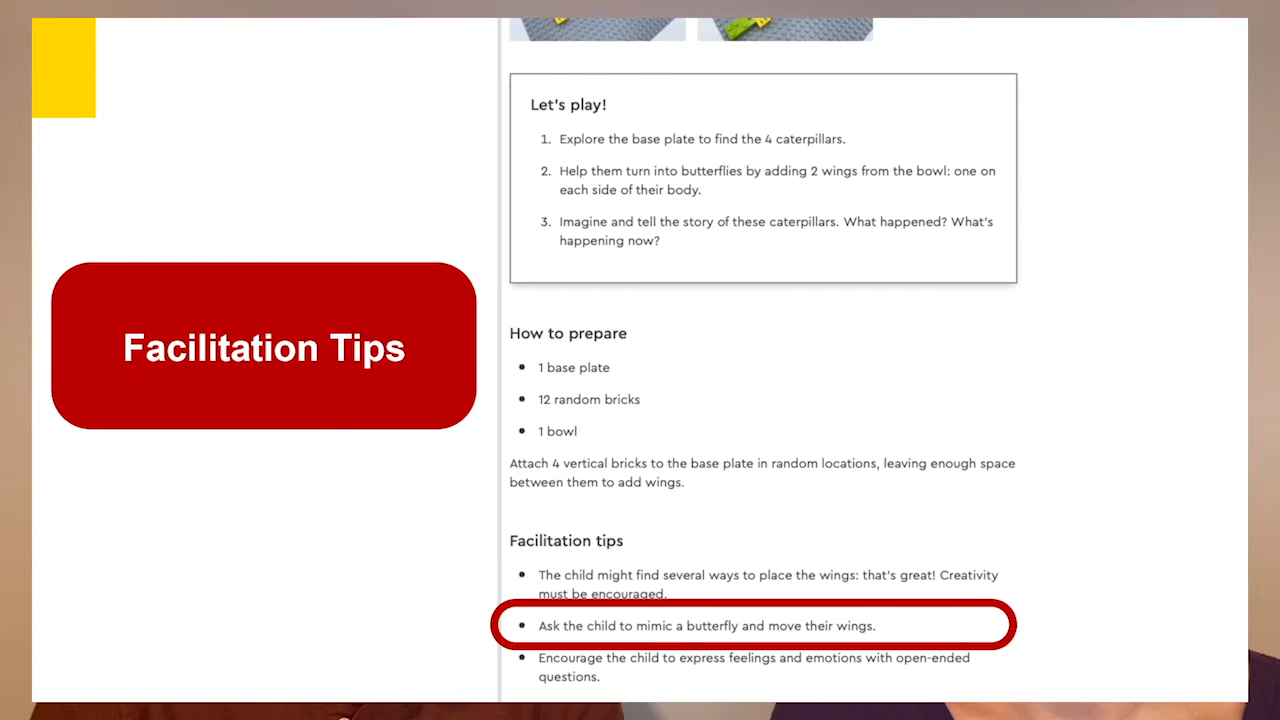 Let's play!
1. Explore the base plate to find the 4 caterpillars.
2. Help them turn into butterflies by adding 2 wings from the bowl: one on
each side of their body.
3. Imagine and tell the story of these caterpillars. What happened? What's
happening now?
Facilitation Tips
How to prepare
• 1 base plate
• 12 random bricks
• 1 bowl
Attach 4 vertical bricks to the base plate in random locations, leaving enough space
between them to add wings.
Facilitation tips
• The child might find several ways to place the wings: that's great! Creativity
must be encouraged.
• Ask the child to mimic a butterfly and move their wings.
• Encourage the child to express feelings and emotions with open-ended
questions.